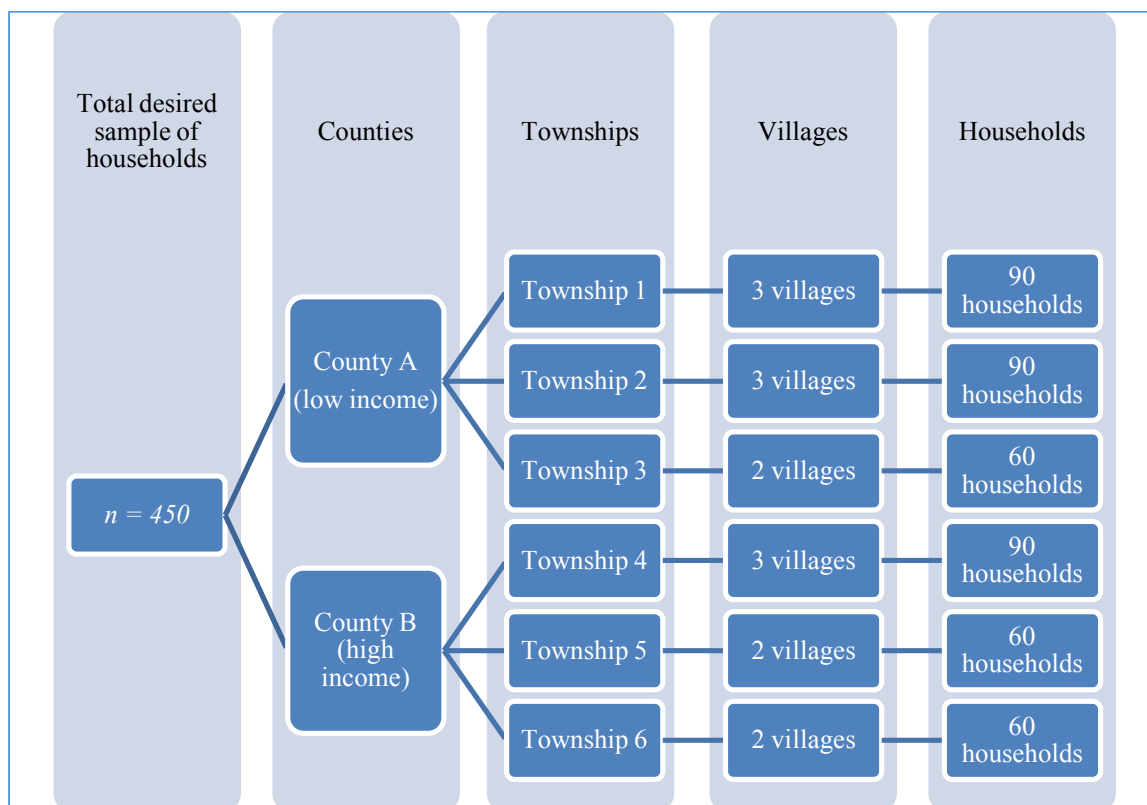 Total desired
sample of
households
Counties
Townships
Villages
Households
n = 450
County A
(low income)
County B
(high
income)
Township 1
3 villages
90
households
Township 2
3 villages
90
households
Township 3
2 villages
60
households
Township 4
3 villages
90
households
Township 5
2 villages
60
households
Township 6
2 villages
60
households